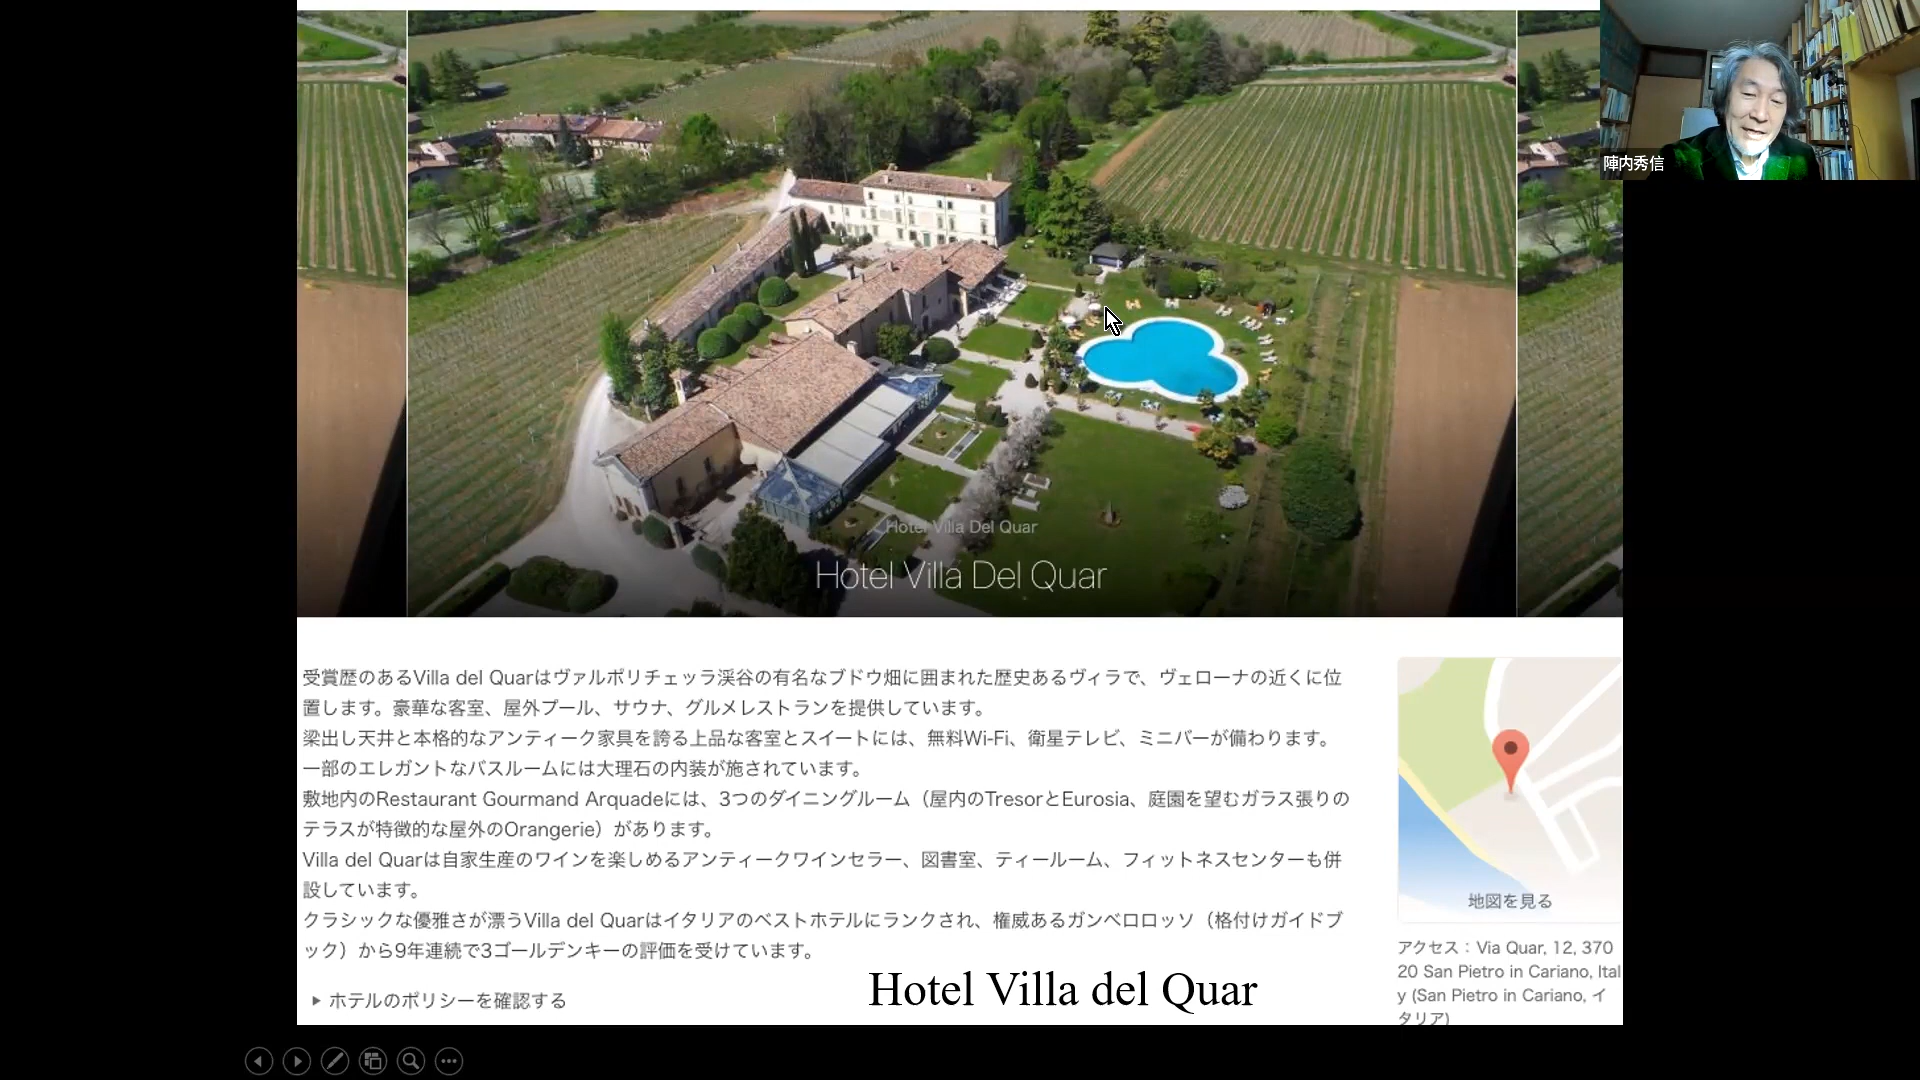 陣内秀信
Hotel Villa Del Quar
Hotel Villa Del Quar
受賞歴のあるVilla del Quarはヴァルポリチェッラ渓谷の有名なブドウ畑に囲まれた歴史あるヴィラで、ヴェローナの近くに位
置します。豪華な客室、屋外プール、サウナ、グルメレストランを提供しています。
梁出し天井と本格的なアンティーク家具を誇る上品な客室とスイートには、無料Wi-Fi、衛星テレビ、ミニバーが備わります。
一部のエレガントなバスルームには大理石の内装が施されています。
敷地内のRestaurant Gourmand Arquadeには、3つのダイニングルーム（屋内のTresorとEurosia、庭園を望むガラス張りの
テラスが特徴的な屋外のOrangerie）があります。
Villa del Quarは自家生産のワインを楽しめるアンティークワインセラー、図書室、ティールーム、フィットネスセンターも併
設しています。
クラシックな優雅さが漂うVilla del Quarはイタリアのベストホテルにランクされ、権威あるガンベロロッソ（格付けガイドブ
ック）から9年連続で3ゴールデンキーの評価を受けています。
ホテルのポリシーを確認する
Hotel Villa del Quar
地図を見る
アクセス：Via Quar, 12, 370
20 San Pietro in Cariano, Ital
y (San Pietro in Cariano, イ
タリア)